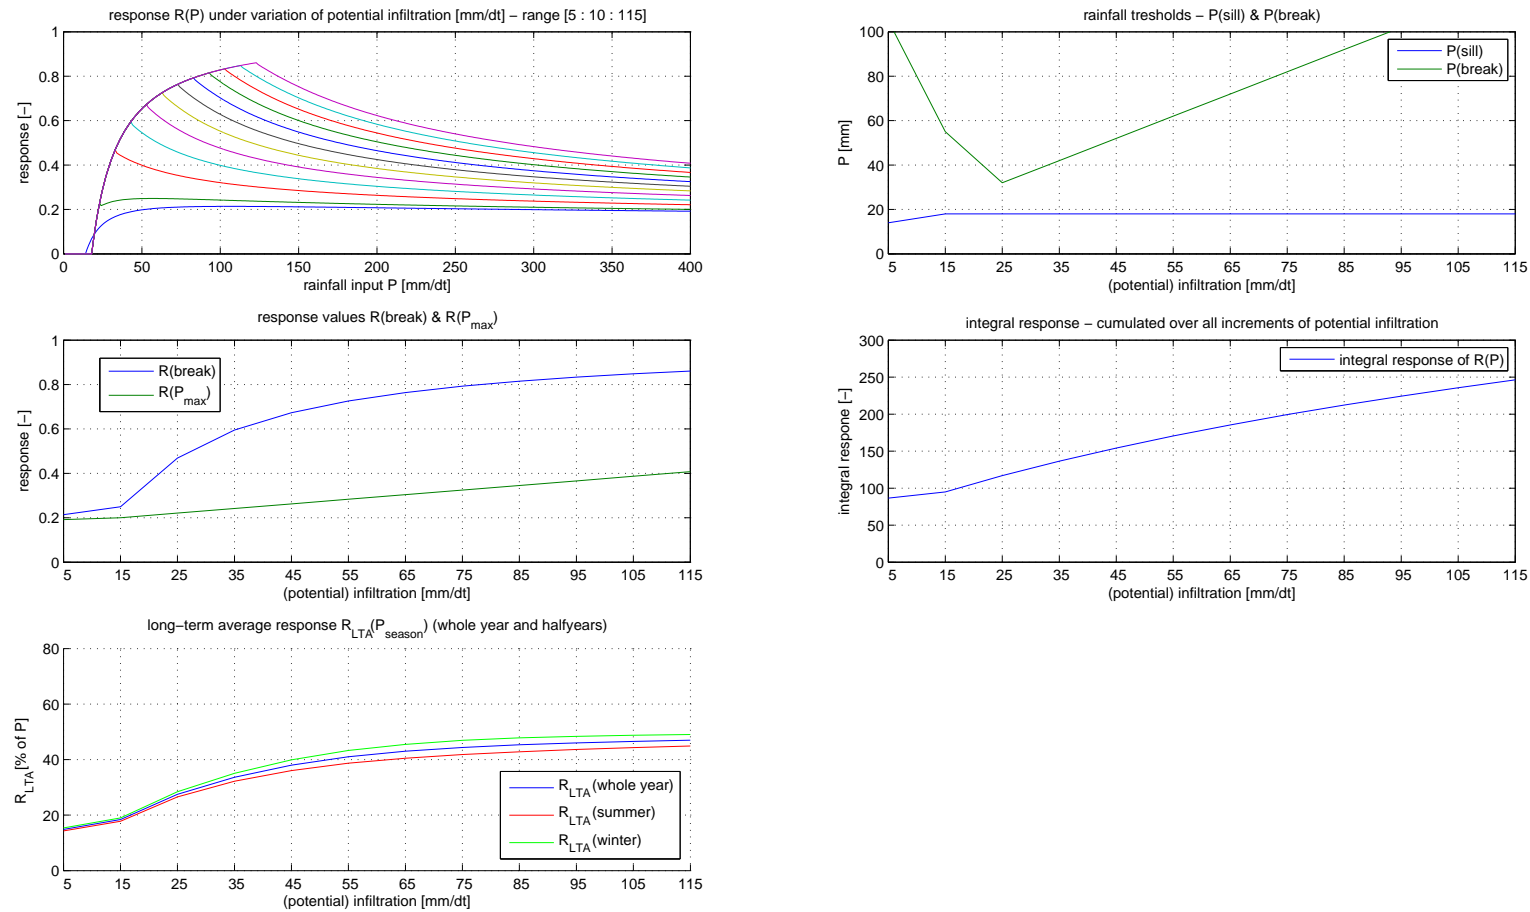 response R(P) under variation of potential infiltration [mm/dt] − range [5 : 10 : 115]
response [−]
1
0.8
0.6
0.4
0.2
0
0 50 100 150 200 250 300 350 400
rainfall input P [mm/dt]
rainfall tresholds − P(sill) & P(break)
P [mm]
100
80
60
40
20
0
P(sill)
P(break)
5 15 25 35 45 55 65 75 85 95 105 115
(potential) infiltration [mm/dt]
response values R(break) & R(Pmax)
response [−]
1
0.8
0.6
0.4
0.2
0
R(break)
R(Pmax)
5 15 25 35 45 55 65 75 85 95 105 115
(potential) infiltration [mm/dt]
integral response − cumulated over all increments of potential infiltration
integral respone [−]
300
250
200
150
100
50
0
integral response of R(P)
5 15 25 35 45 55 65 75 85 95 105 115
(potential) infiltration [mm/dt]
long−term average response RLTA(Pseason) (whole year and halfyears)
RLTA [% of P]
80
60
40
20
0
RLTA (whole year)
RLTA (summer)
RLTA (winter)
5 15 25 35 45 55 65 75 85 95 105 115
(potential) infiltration [mm/dt]